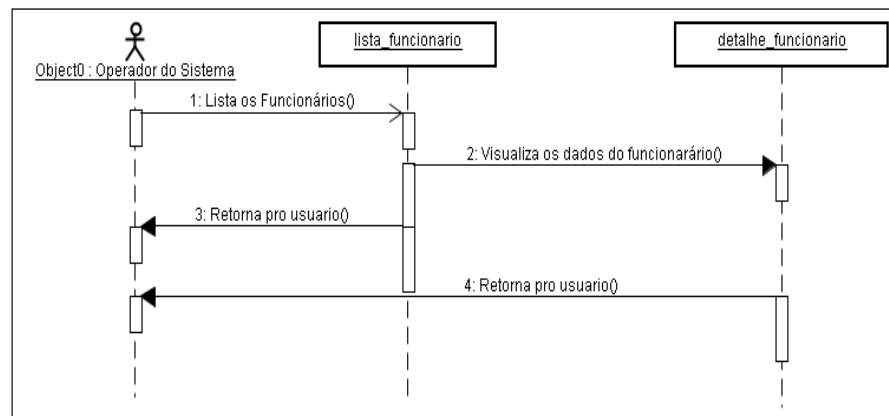 lista_funcionario
detalhe_funcionario
Object0 : Operador do Sistema
1: Lista os Funcionários()
2: Visualiza os dados do funcionarário()
3: Retorna pro usuario()
4: Retorna pro usuario()